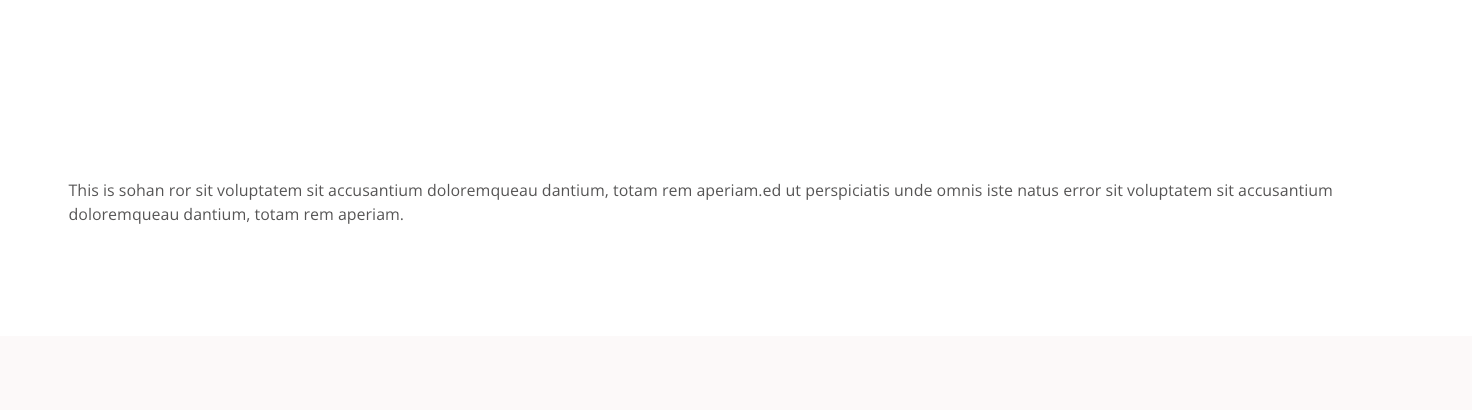 This is sohan ror sit voluptatem sit accusantium doloremqueau dantium, totam rem aperiam.ed ut perspiciatis unde omnis iste natus error sit voluptatem sit accusantium
doloremqueau dantium, totam rem aperiam.